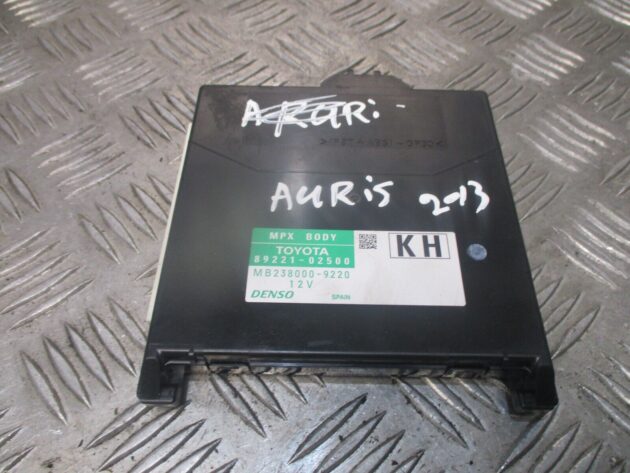 AURiS 2013
MPX BODY
TOYOTA
89221-02500
KH
MB238000-9220
12V
DENSO SPAIN